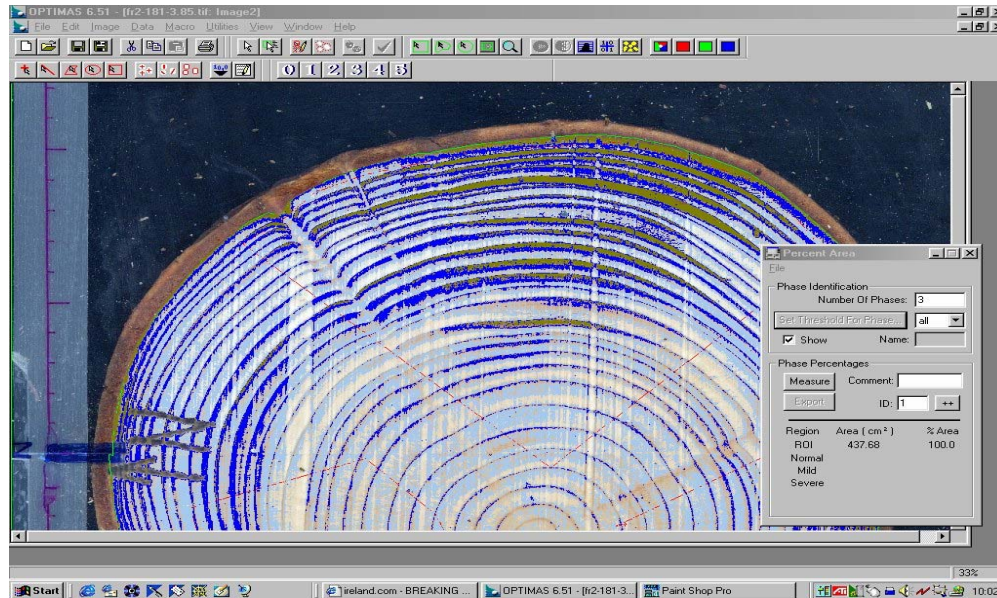 OPTIMAS 6.51 - [fr2-181-3.85.tif: Image2]
File Edit Image Data Macro Utilities View Window Help
0 1 2 3 4 5
N
Percent Area
File
Phase Identification
Number Of Phases: 3
Set Threshold For Phase... all
Show Name:
Phase Percentages
Measure Comment:
Export ID: 1 ++
Region Area ( cm² ) % Area
ROI 437.68 100.0
Normal
Mild
Severe
33%
Start ireland.com - BREAKING ... OPTIMAS 6.51 - [fr2-181-3... Paint Shop Pro 10:02